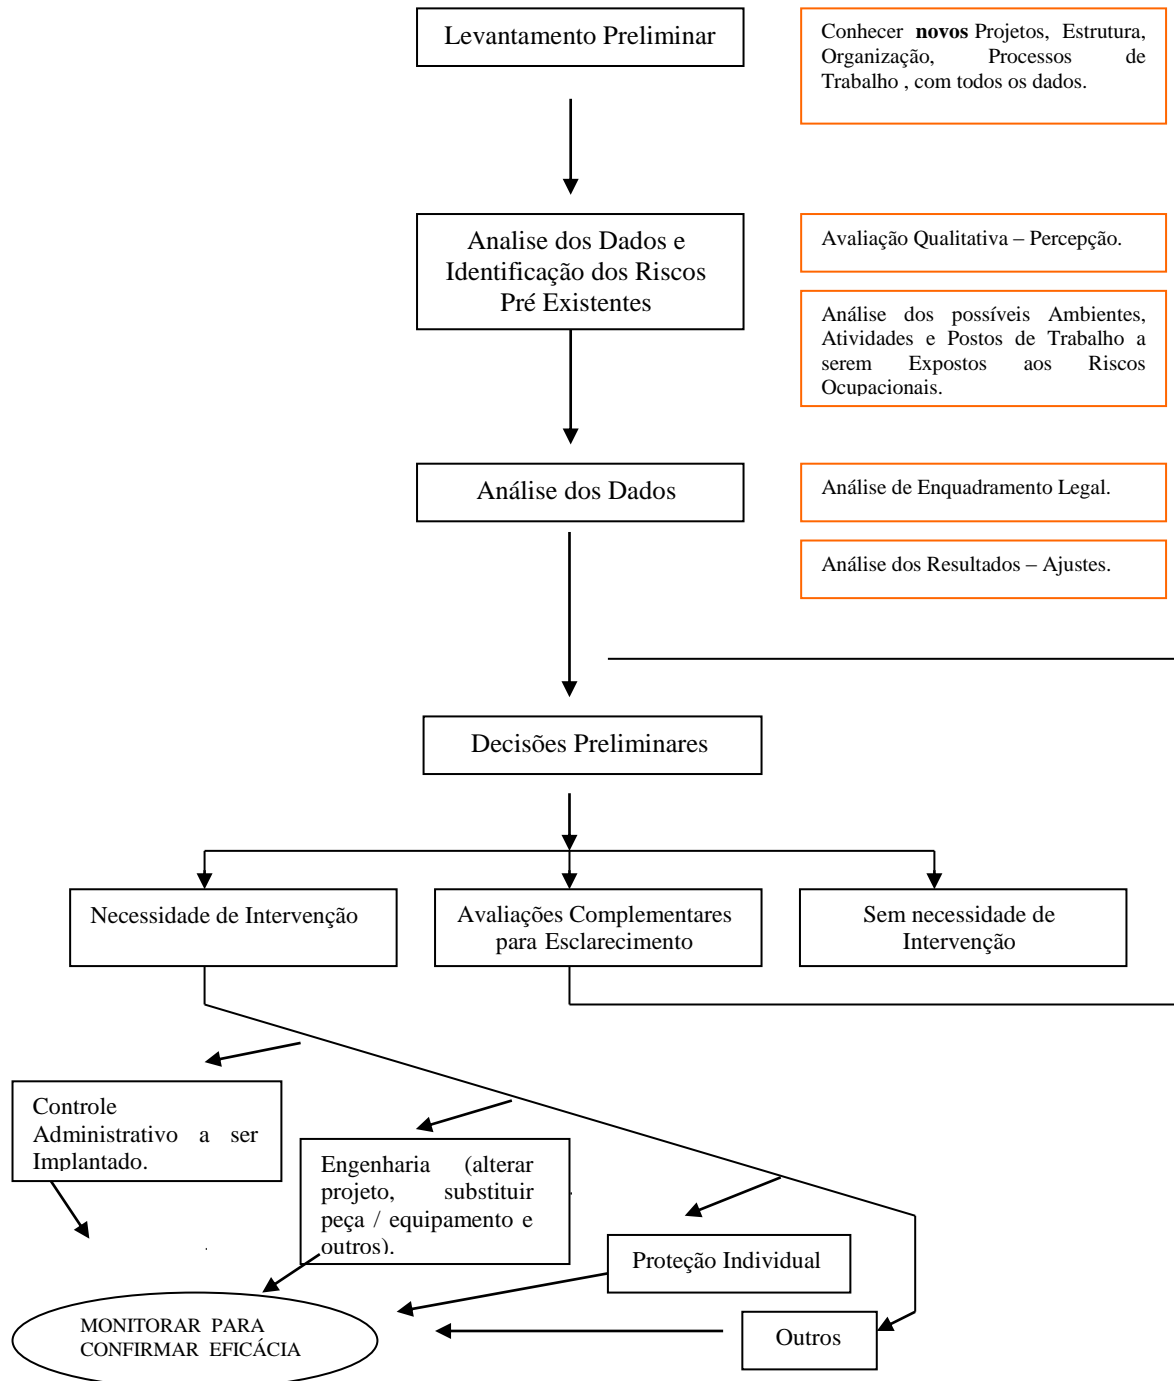 Levantamento Preliminar
Conhecer novos Projetos, Estrutura,
Organização, Processos de
Trabalho , com todos os dados.
Analise dos Dados e
Identificação dos Riscos
Pré Existentes
Avaliação Qualitativa – Percepção.
Análise dos possíveis Ambientes,
Atividades e Postos de Trabalho a
serem Expostos aos Riscos
Ocupacionais.
Análise dos Dados
Análise de Enquadramento Legal.
Análise dos Resultados – Ajustes.
Decisões Preliminares
Necessidade de Intervenção
Avaliações Complementares
para Esclarecimento
Sem necessidade de
Intervenção
Controle
Administrativo a ser
Implantado.
Engenharia (alterar
projeto, substituir
peça / equipamento e
outros).
Proteção Individual
Outros
MONITORAR PARA
CONFIRMAR EFICÁCIA